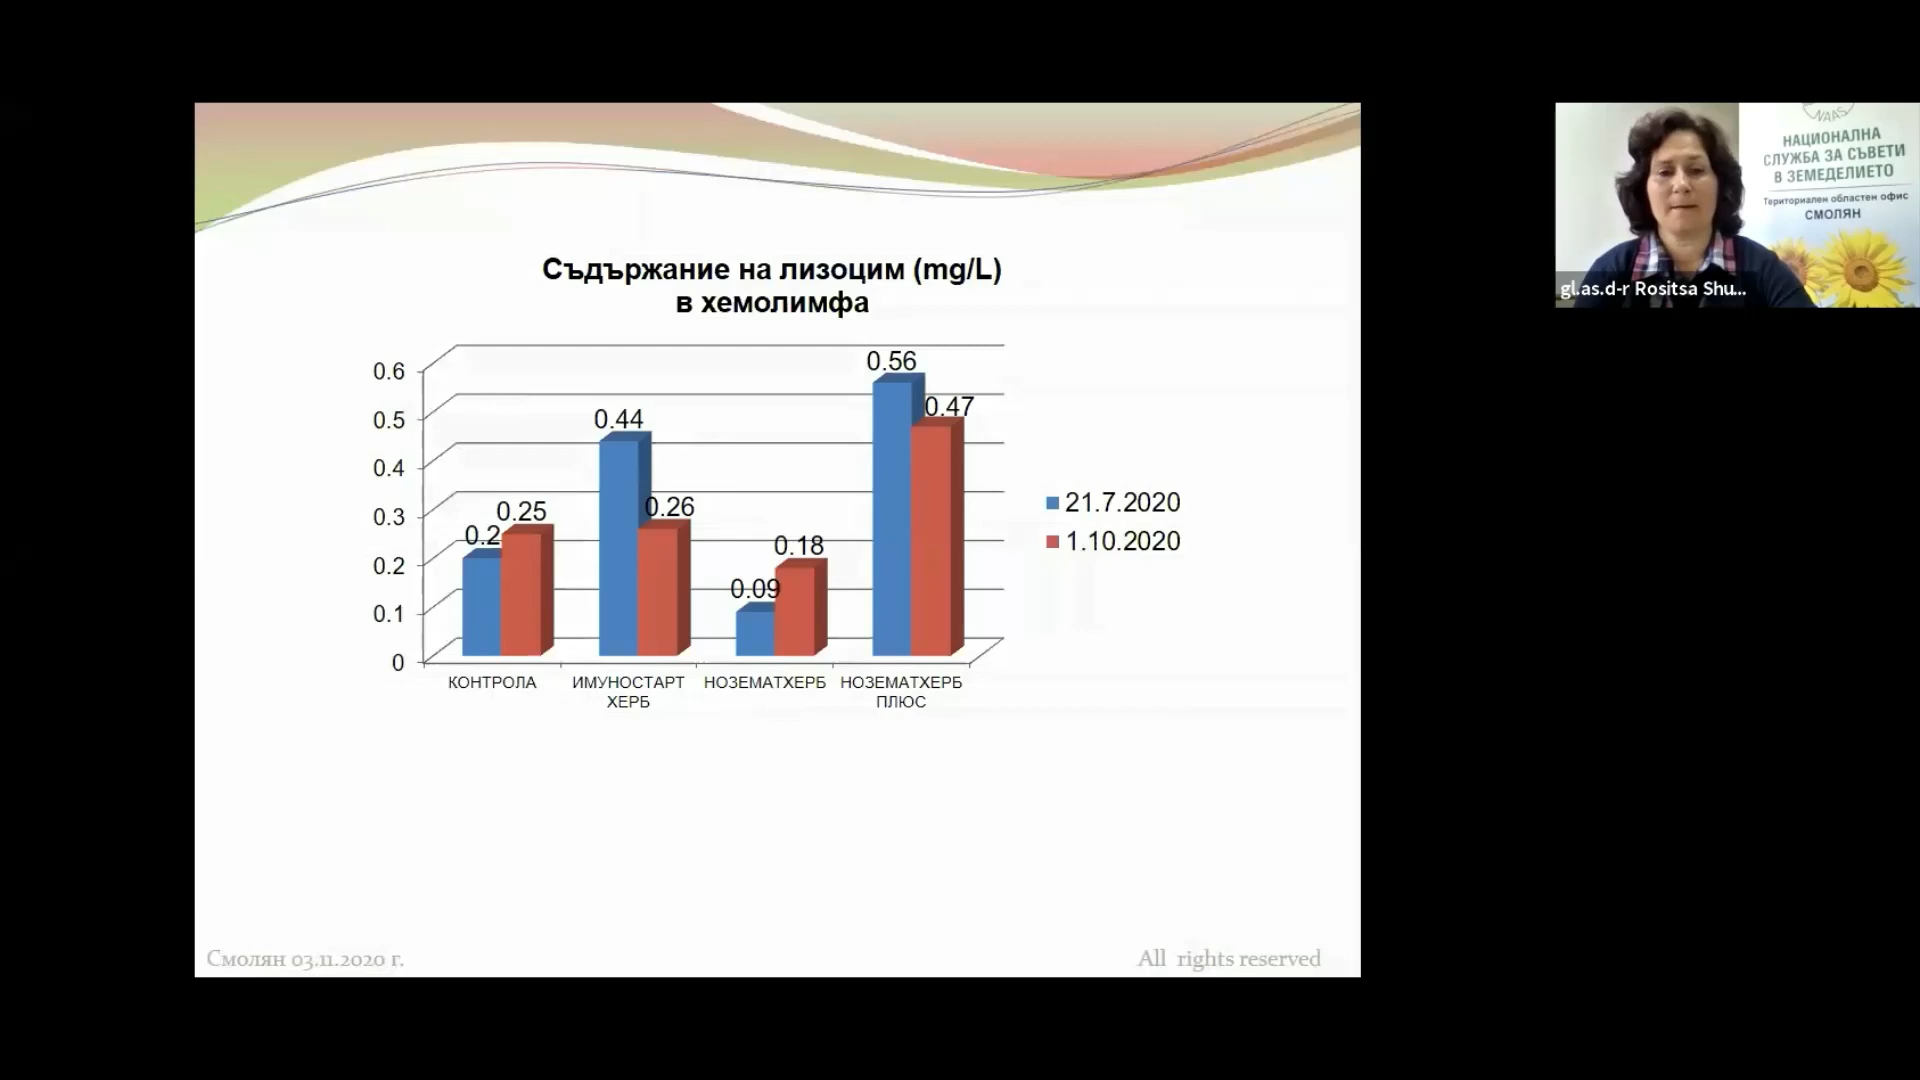 Съдържание на лизоцим (mg/L)
в хемолимфа
0.6
0.5
0.4
0.3
0.2
0.1
0
0.2
0.25
0.44
0.26
0.09
0.18
0.56
0.47
КОНТРОЛА
ИМУНОСТАРТ
ХЕРБ
НОЗЕМАТХЕРБ
НОЗЕМАТХЕРБ
ПЛЮС
21.7.2020
1.10.2020
Смолян 03.11.2020 г.
All rights reserved
NAAS
НАЦИОНАЛНА
СЛУЖБА ЗА СЪВЕТИ
В ЗЕМЕДЕЛИЕТО
Териториален областен офис
СМОЛЯН
gl.as.d-r Rositsa Shu...